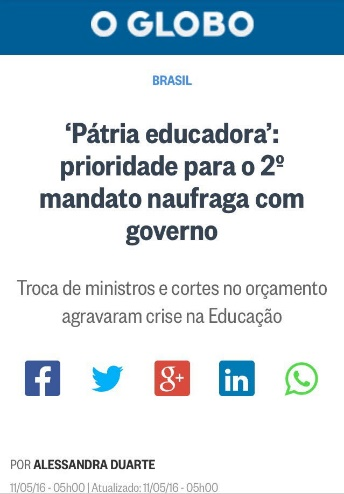 O GLOBO
BRASIL
‘Pátria educadora’:
prioridade para o 2º
mandato naufraga com
governo
Troca de ministros e cortes no orçamento
agravaram crise na Educação
f
g+
in
POR ALESSANDRA DUARTE
11/05/16 - 05h00 | Atualizado: 11/05/16 - 05h00